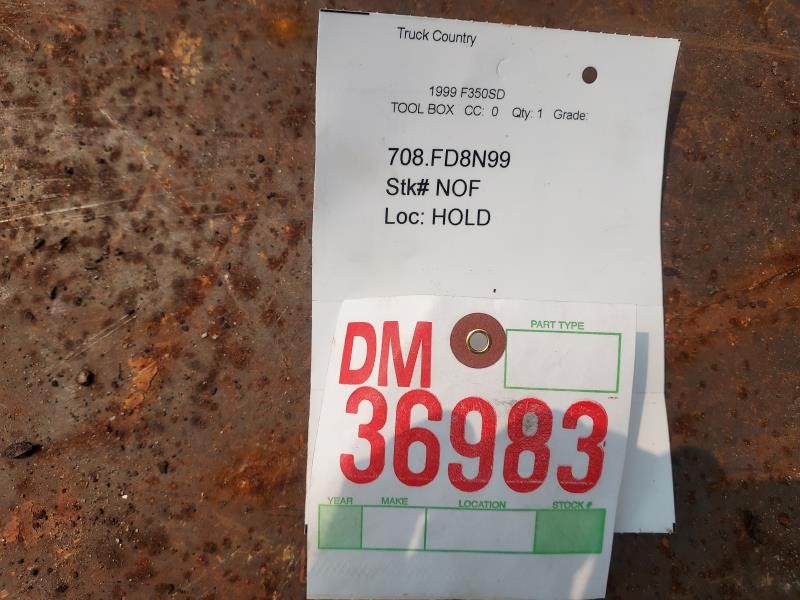 Truck Country
1999 F350SD
TOOL BOX CC: 0 Qty: 1 Grade:
708.FD8N99
Stk# NOF
Loc: HOLD
DM
PART TYPE
36983
YEAR MAKE LOCATION STOCK #